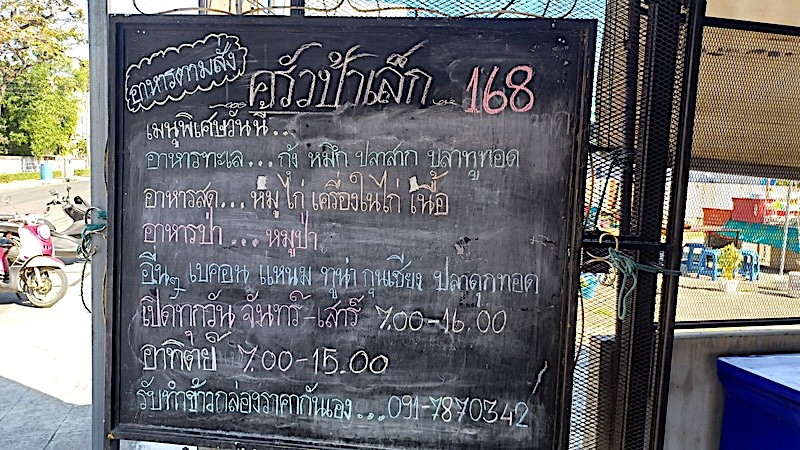 อาหารตามสั่ง ครัวป้าเล็ก 168
เมนูพิเศษวันนี้...
อาหารทะเล...กุ้ง หมึก ปลาสาก ปลาทูทอด
อาหารสด...หมู ไก่ เครื่องในไก่ เนื้อ
อาหารป่า...หมูป่า
อื่นๆ เบคอน แหนม ทูน่า กุนเชียง ปลาดุกทอด
เปิดทุกวัน จันทร์-เสาร์ 7.00-16.00
อาทิตย์ 7.00-15.00
รับทำข้าวกล่องราคากันเอง...091-7870342